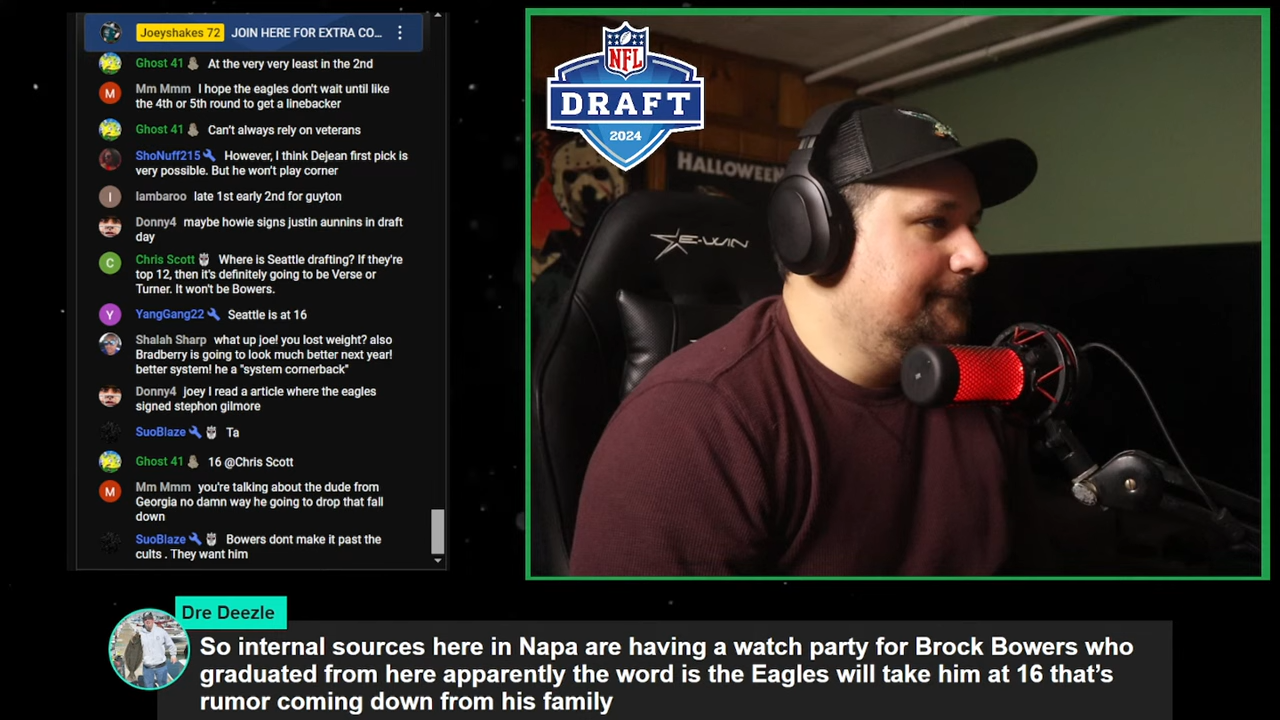 Joeyshakes 72 JOIN HERE FOR EXTRA CO...
Ghost 41 At the very very least in the 2nd
Mm Mmm I hope the eagles don't wait until like
the 4th or 5th round to get a linebacker
Ghost 41 Can't always rely on veterans
ShoNuff215 However, I think Dejean first pick is
very possible. But he won't play corner
Iambaroo late 1st early 2nd for guyton
Donny4 maybe howie signs justin aunnins in draft
day
Chris Scott Where is Seattle drafting? If they're
top 12, then it's definitely going to be Verse or
Turner. It won't be Bowers.
YangGang22 Seattle is at 16
Shalah Sharp what up joe! you lost weight? also
Bradberry is going to look much better next year!
better system! he a "system cornerback"
Donny4 joey I read a article where the eagles
signed stephon gilmore
SuoBlaze Ta
Ghost 41 16 @Chris Scott
Mm Mmm you're talking about the dude from
Georgia no damn way he going to drop that fall
down
SuoBlaze Bowers dont make it past the
cults . They want him
NFL
DRAFT
2024
HALLOWEEN
E-WIN
Dre Deezle
So internal sources here in Napa are having a watch party for Brock Bowers who
graduated from here apparently the word is the Eagles will take him at 16 that's
rumor coming down from his family